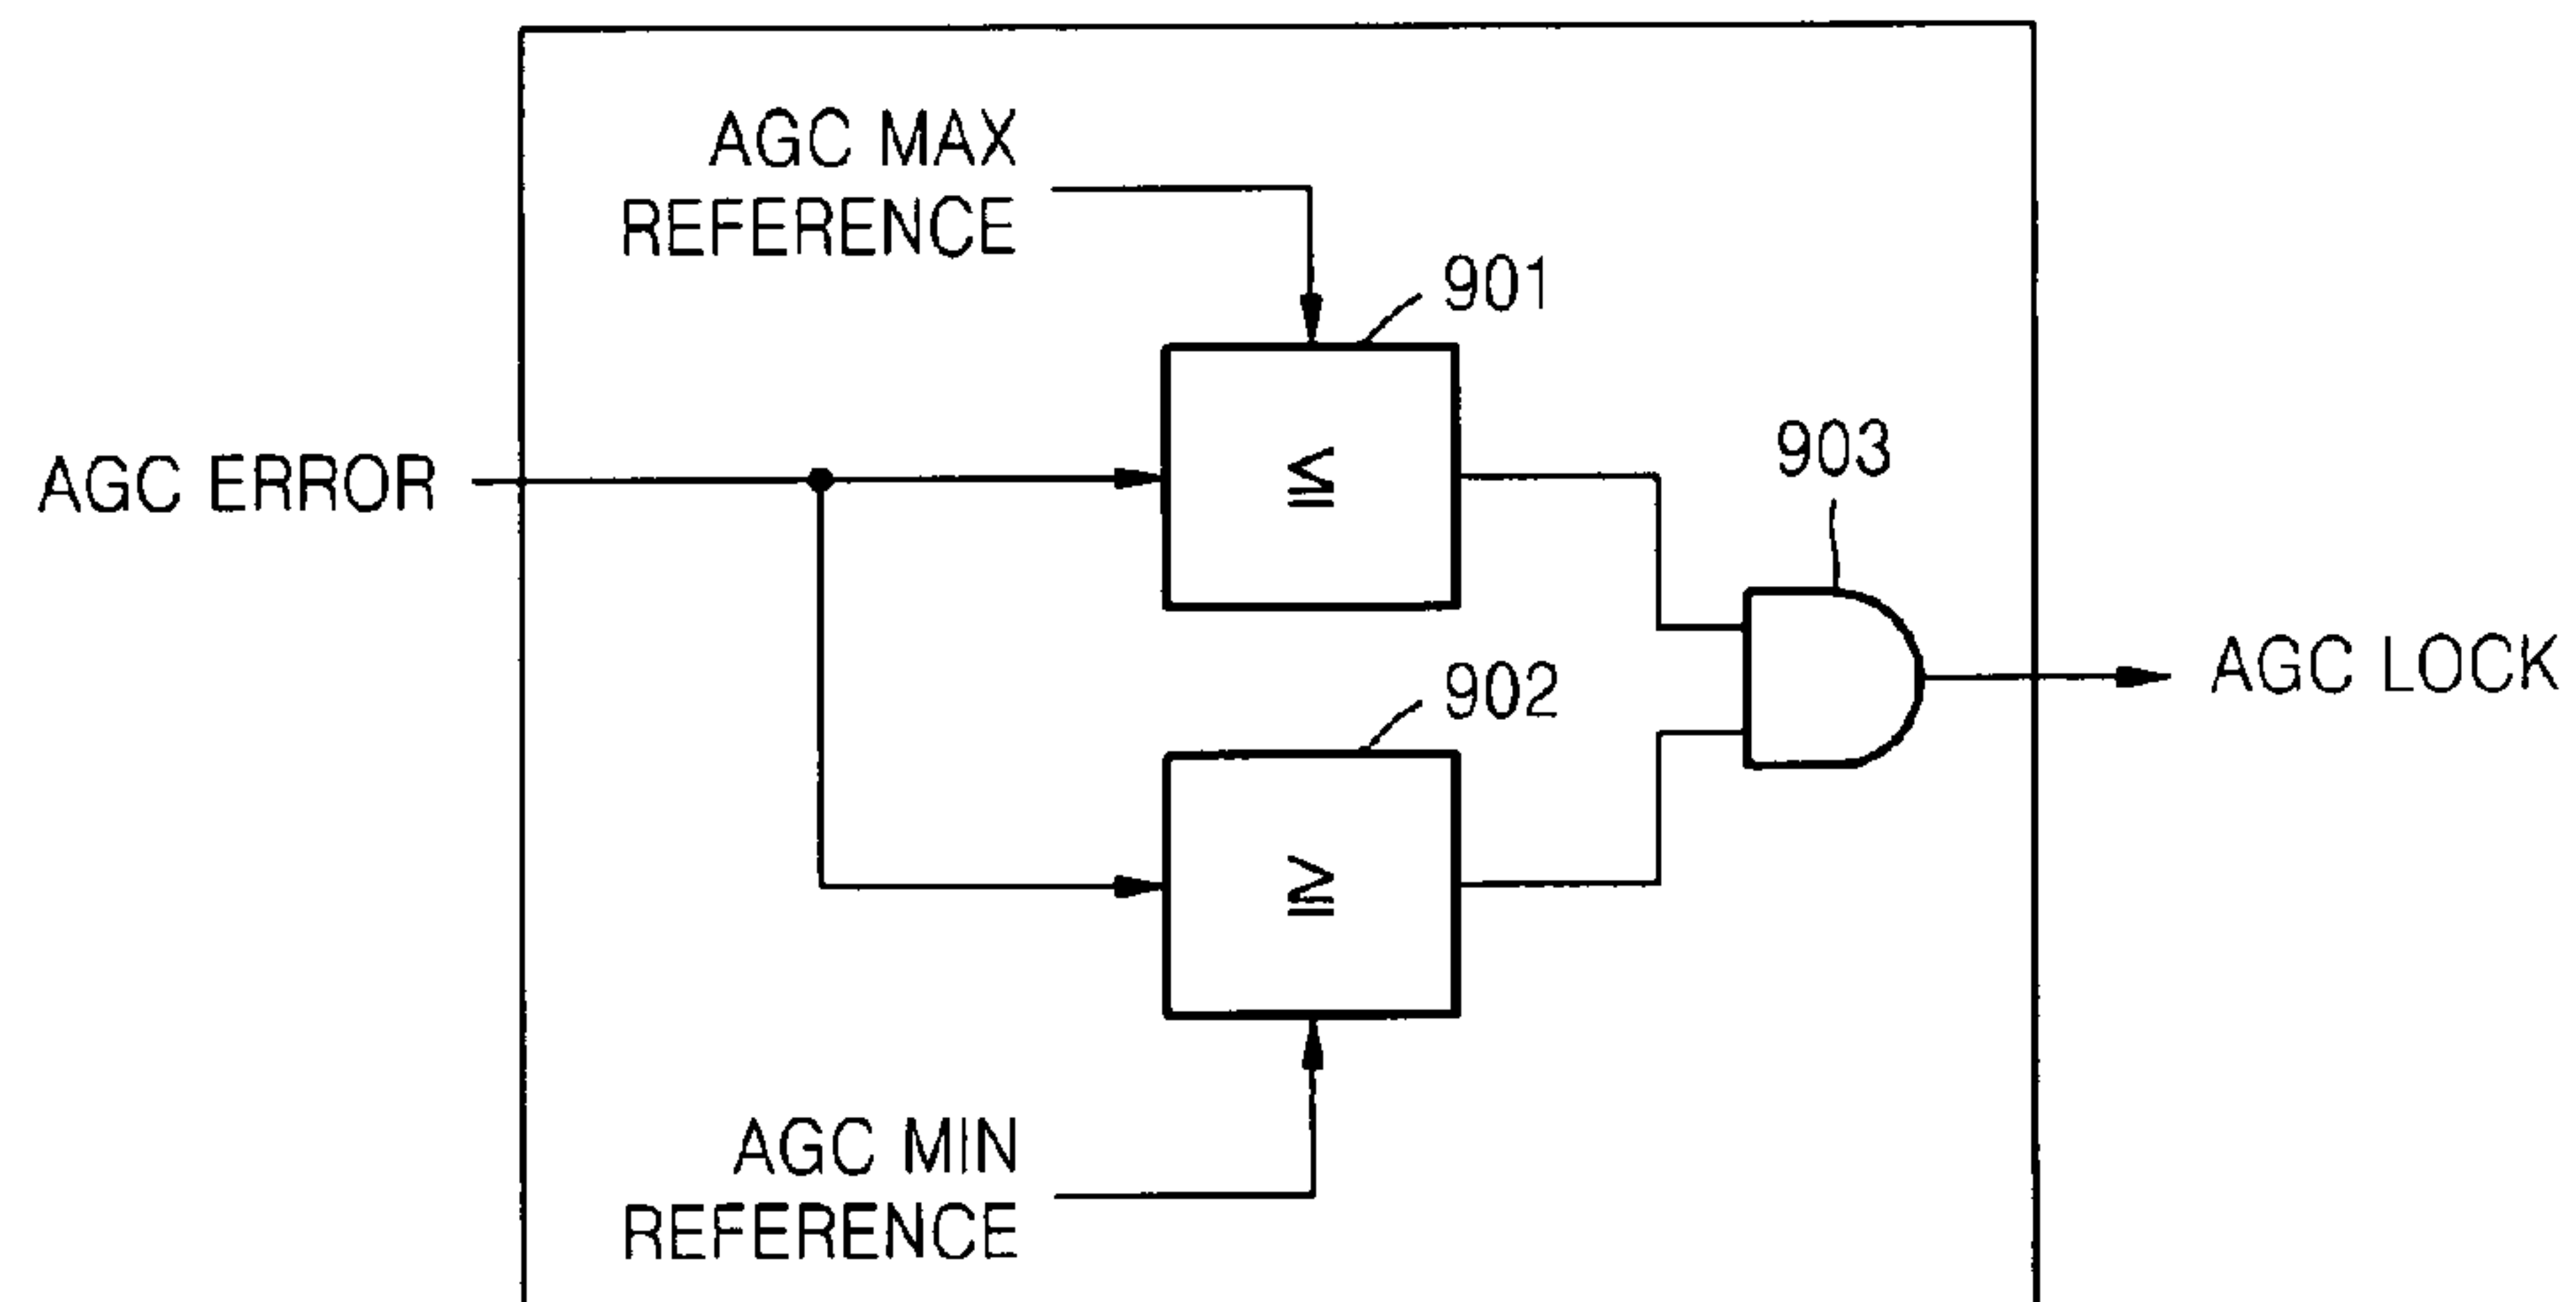 AGC MAX
REFERENCE
901
AGC ERROR
≤
903
AGC LOCK
902
≥
AGC MIN
REFERENCE